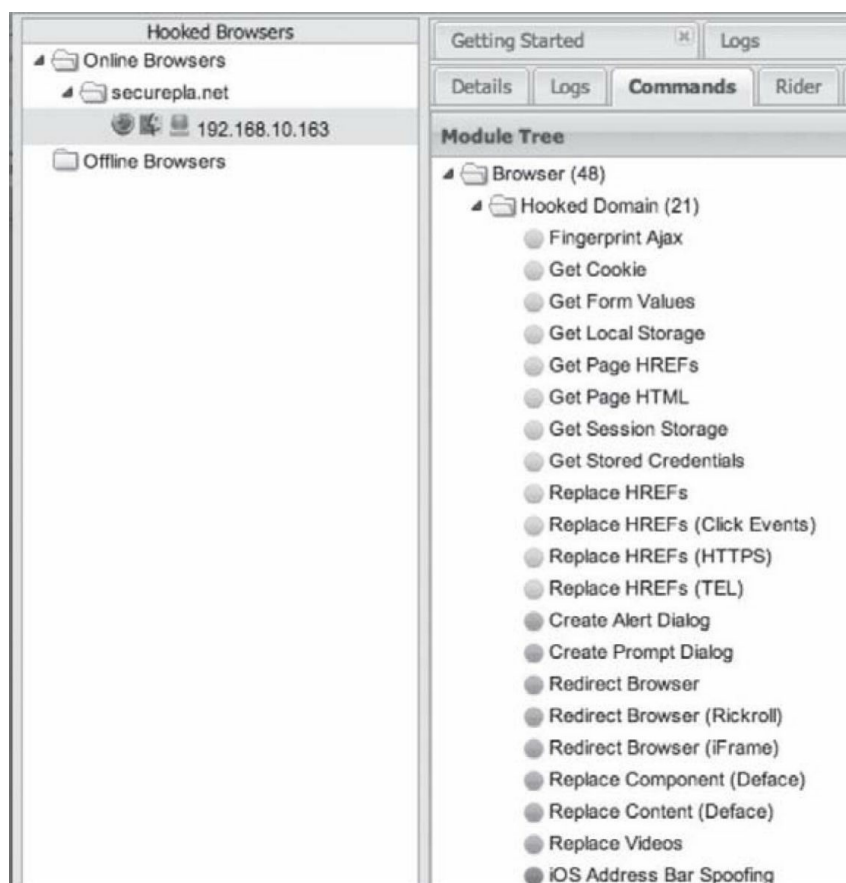 Hooked Browsers
Online Browsers
securepla.net
192.168.10.163
Offline Browsers
Getting Started
Logs
Details
Logs
Commands
Rider
Module Tree
Browser (48)
Hooked Domain (21)
Fingerprint Ajax
Get Cookie
Get Form Values
Get Local Storage
Get Page HREFs
Get Page HTML
Get Session Storage
Get Stored Credentials
Replace HREFs
Replace HREFs (Click Events)
Replace HREFs (HTTPS)
Replace HREFs (TEL)
Create Alert Dialog
Create Prompt Dialog
Redirect Browser
Redirect Browser (Rickroll)
Redirect Browser (iFrame)
Replace Component (Deface)
Replace Content (Deface)
Replace Videos
iOS Address Bar Spoofing